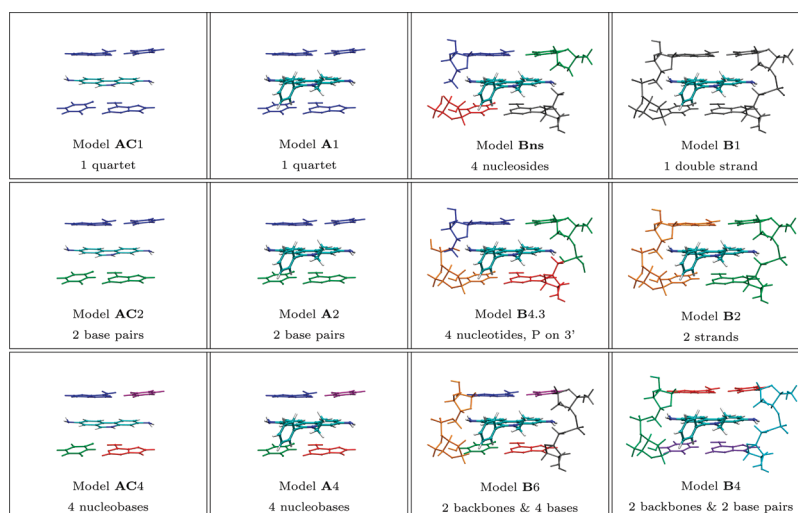 Model AC1
1 quartet
Model A1
1 quartet
Model Bns
4 nucleosides
Model B1
1 double strand
Model AC2
2 base pairs
Model A2
2 base pairs
Model B4.3
4 nucleotides, P on 3'
Model B2
2 strands
Model AC4
4 nucleobases
Model A4
4 nucleobases
Model B6
2 backbones & 4 bases
Model B4
2 backbones & 2 base pairs